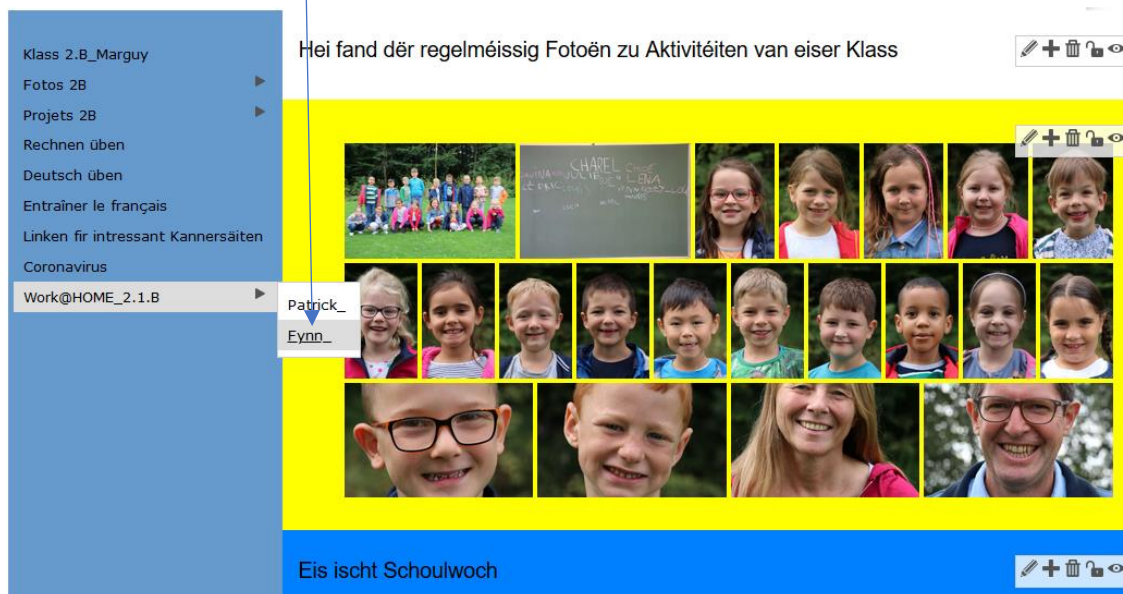 Klass 2.B_Marguy
Fotos 2B
Projets 2B
Rechnen üben
Deutsch üben
Entraîner le français
Linken fir intressant Kannersäiten
Coronavirus
Work@HOME_2.1.B
Patrick_
Fynn_
Hei fand dër regelméissig Fotoën zu Aktivitéiten van eiser Klass
CHAREL
LENA
Eis ischt Schoulwoch